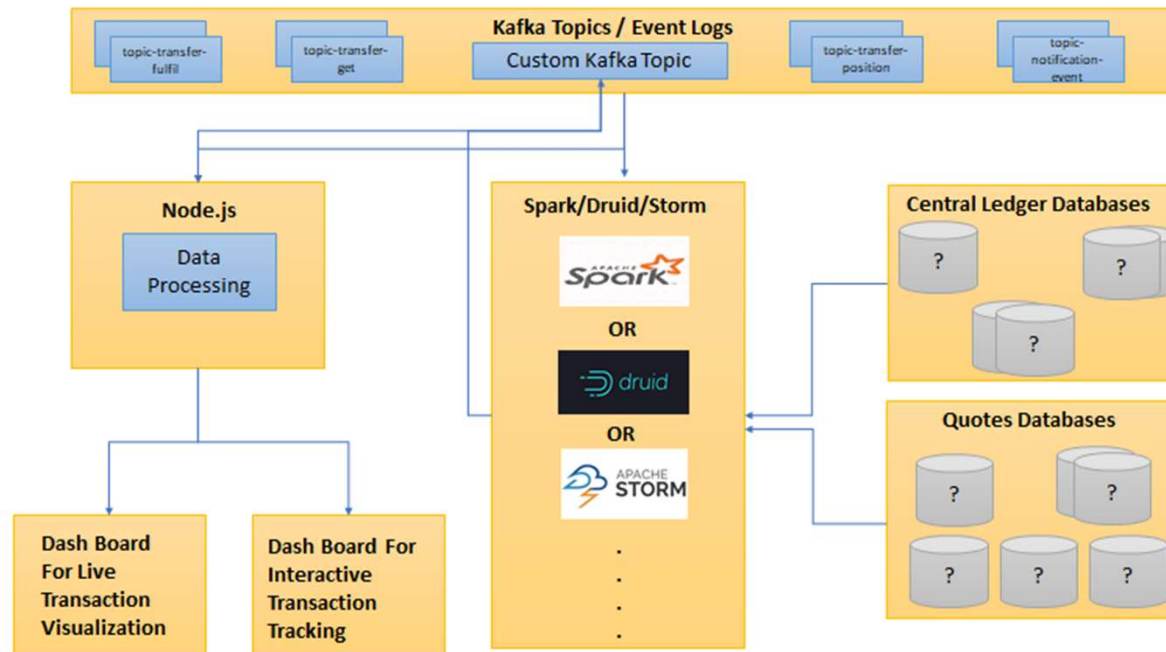 Kafka Topics / Event Logs
topic-transfer-
fulfil
topic-transfer-
get
Custom Kafka Topic
topic-transfer-
position
topic-
notification-
event
Node.js
Data
Processing
Spark/Druid/Storm
APACHE
Spark
OR
druid
OR
APACHE
STORM
.
.
.
.
Central Ledger Databases
?
?
?
Quotes Databases
?
?
?
?
?
Dash Board
For Live
Transaction
Visualization
Dash Board For
Interactive
Transaction
Tracking